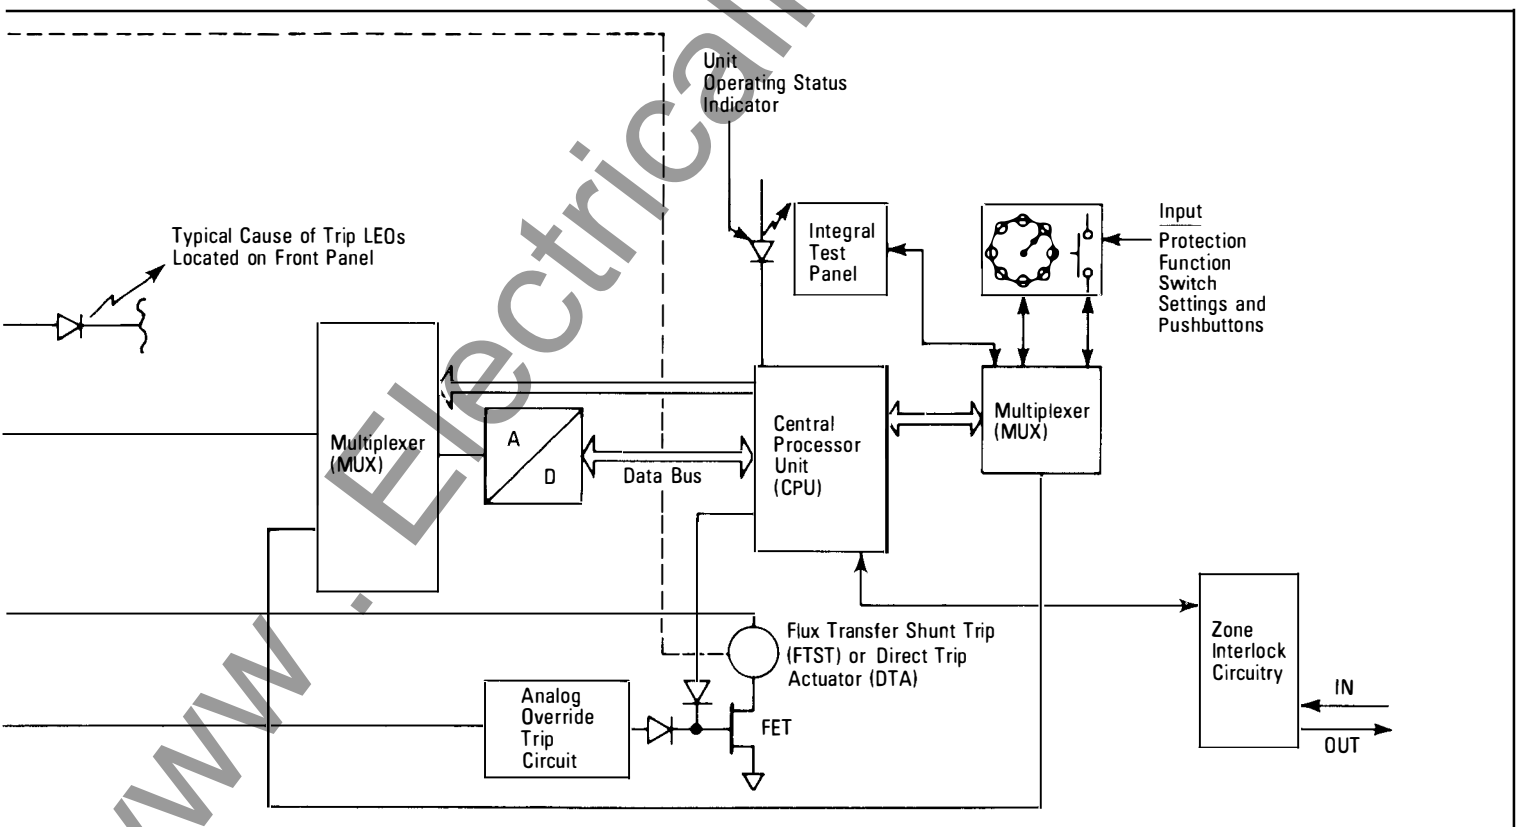 Unit
Operating Status
Indicator
Typical Cause of Trip LEOs
Located on Front Panel
Integral
Test
Panel
Input
Protection
Function
Switch
Settings and
Pushbuttons
Multiplexer
(MUX)
A
D
Data Bus
Central
Processor
Unit
(CPU)
Multiplexer
(MUX)
Flux Transfer Shunt Trip
(FTST) or Direct Trip
Actuator (DTA)
Analog
Override
Trip
Circuit
FET
Zone
Interlock
Circuitry
IN
OUT
www . Electrical